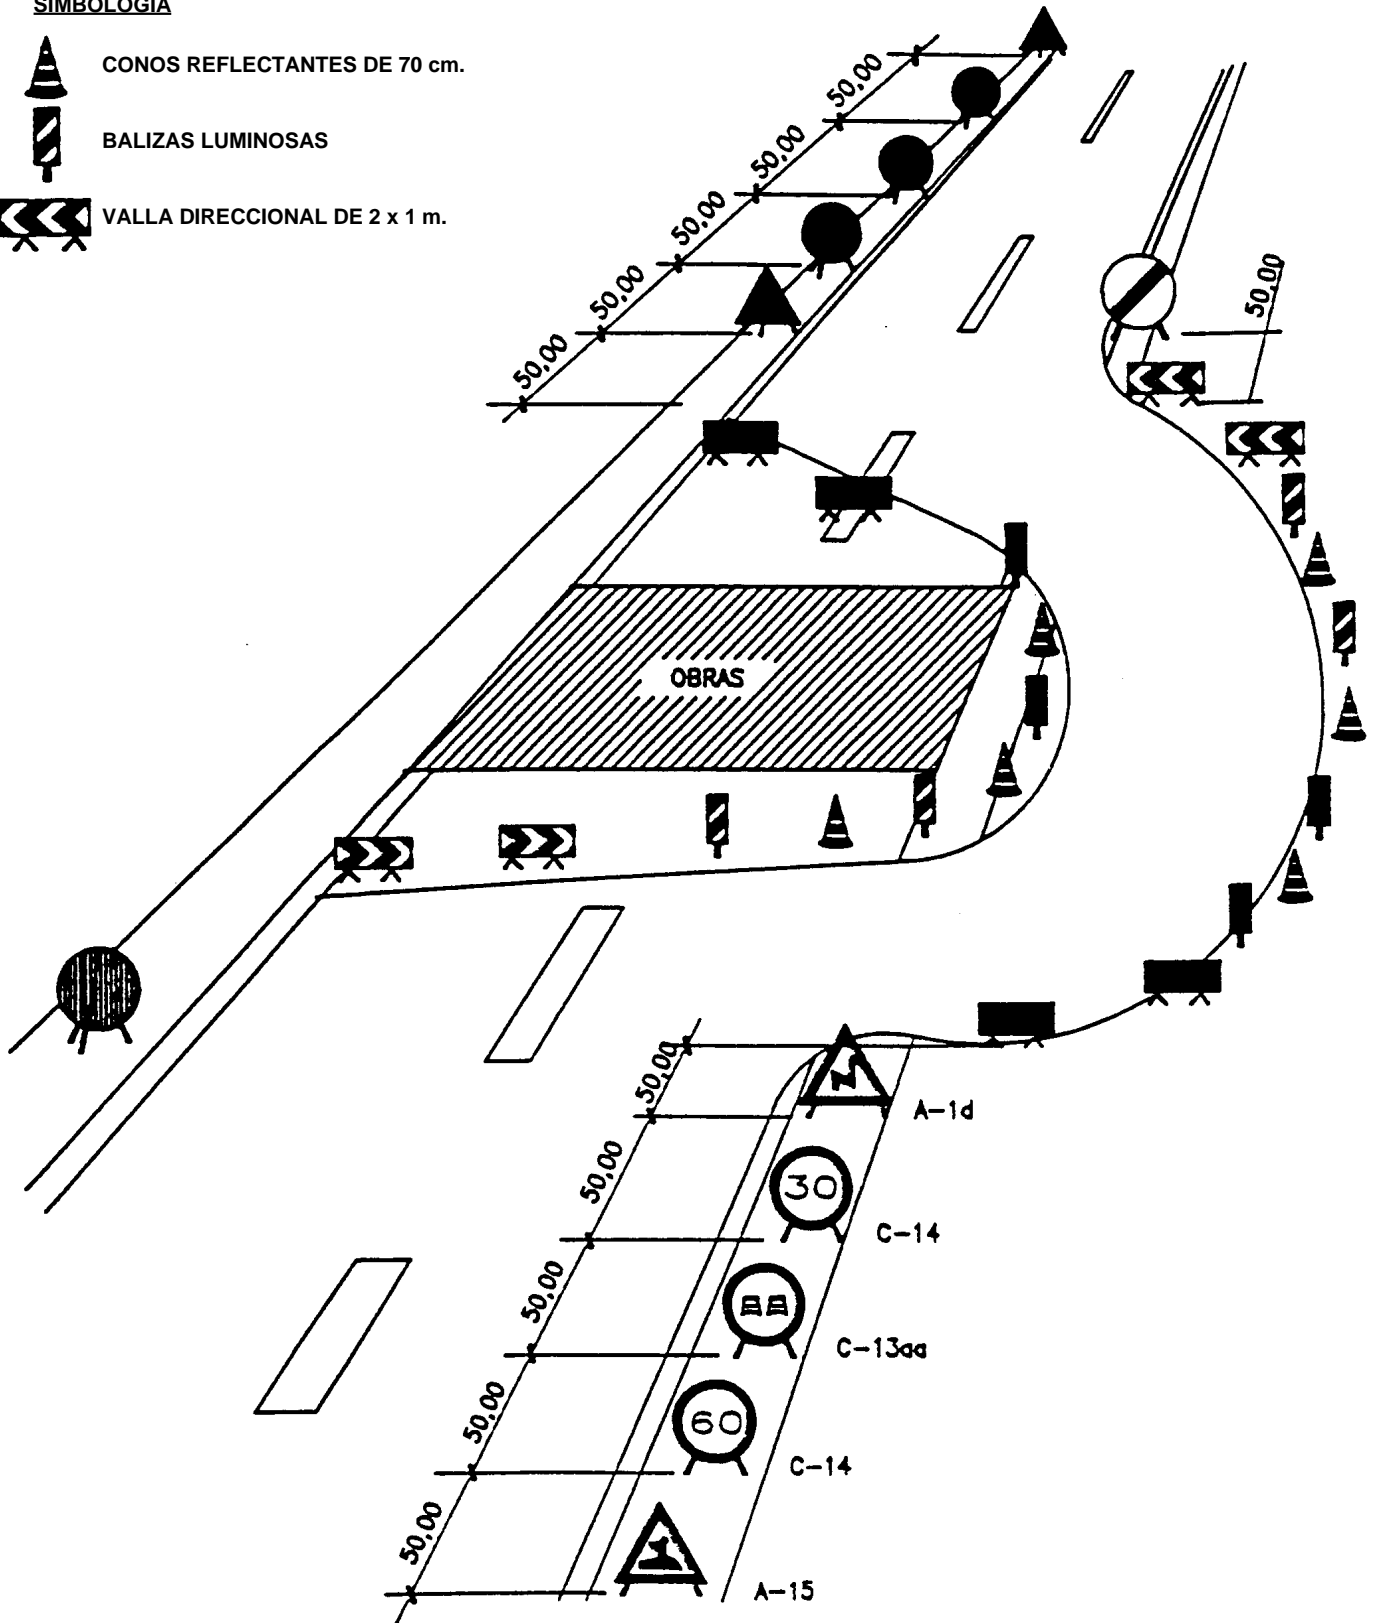 SIMBOLOGIA
CONOS REFLECTANTES DE 70 cm.
BALIZAS LUMINOSAS
VALLA DIRECCIONAL DE 2 x 1 m.
50,00
50,00
50,00
50,00
50,00
50,00
OBRAS
50,00
A-1d
50,00
30
C-14
50,00
C-13aa
50,00
60
C-14
50,00
A-15